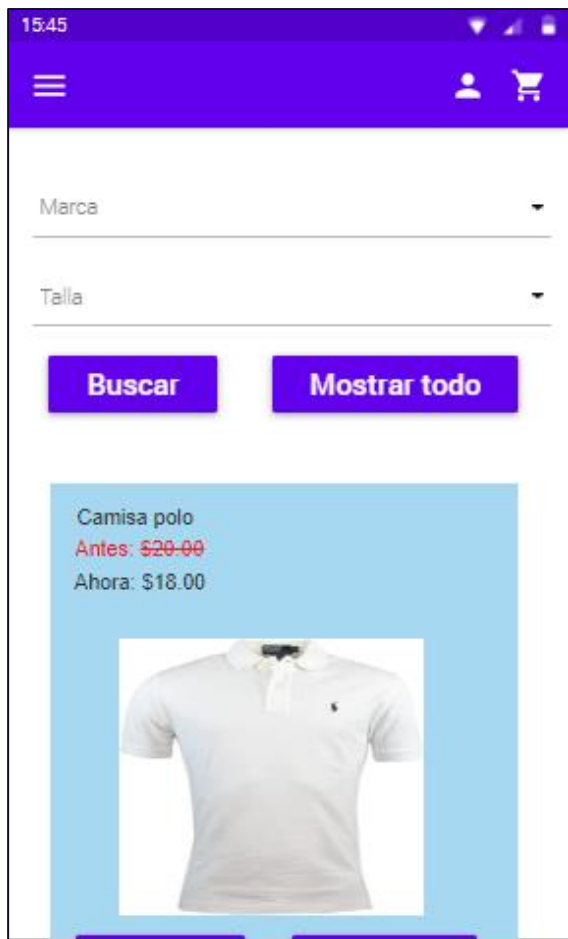 15:45
Marca
Talla
Buscar
Mostrar todo
Camisa polo
Antes: $20.00
Ahora: $18.00